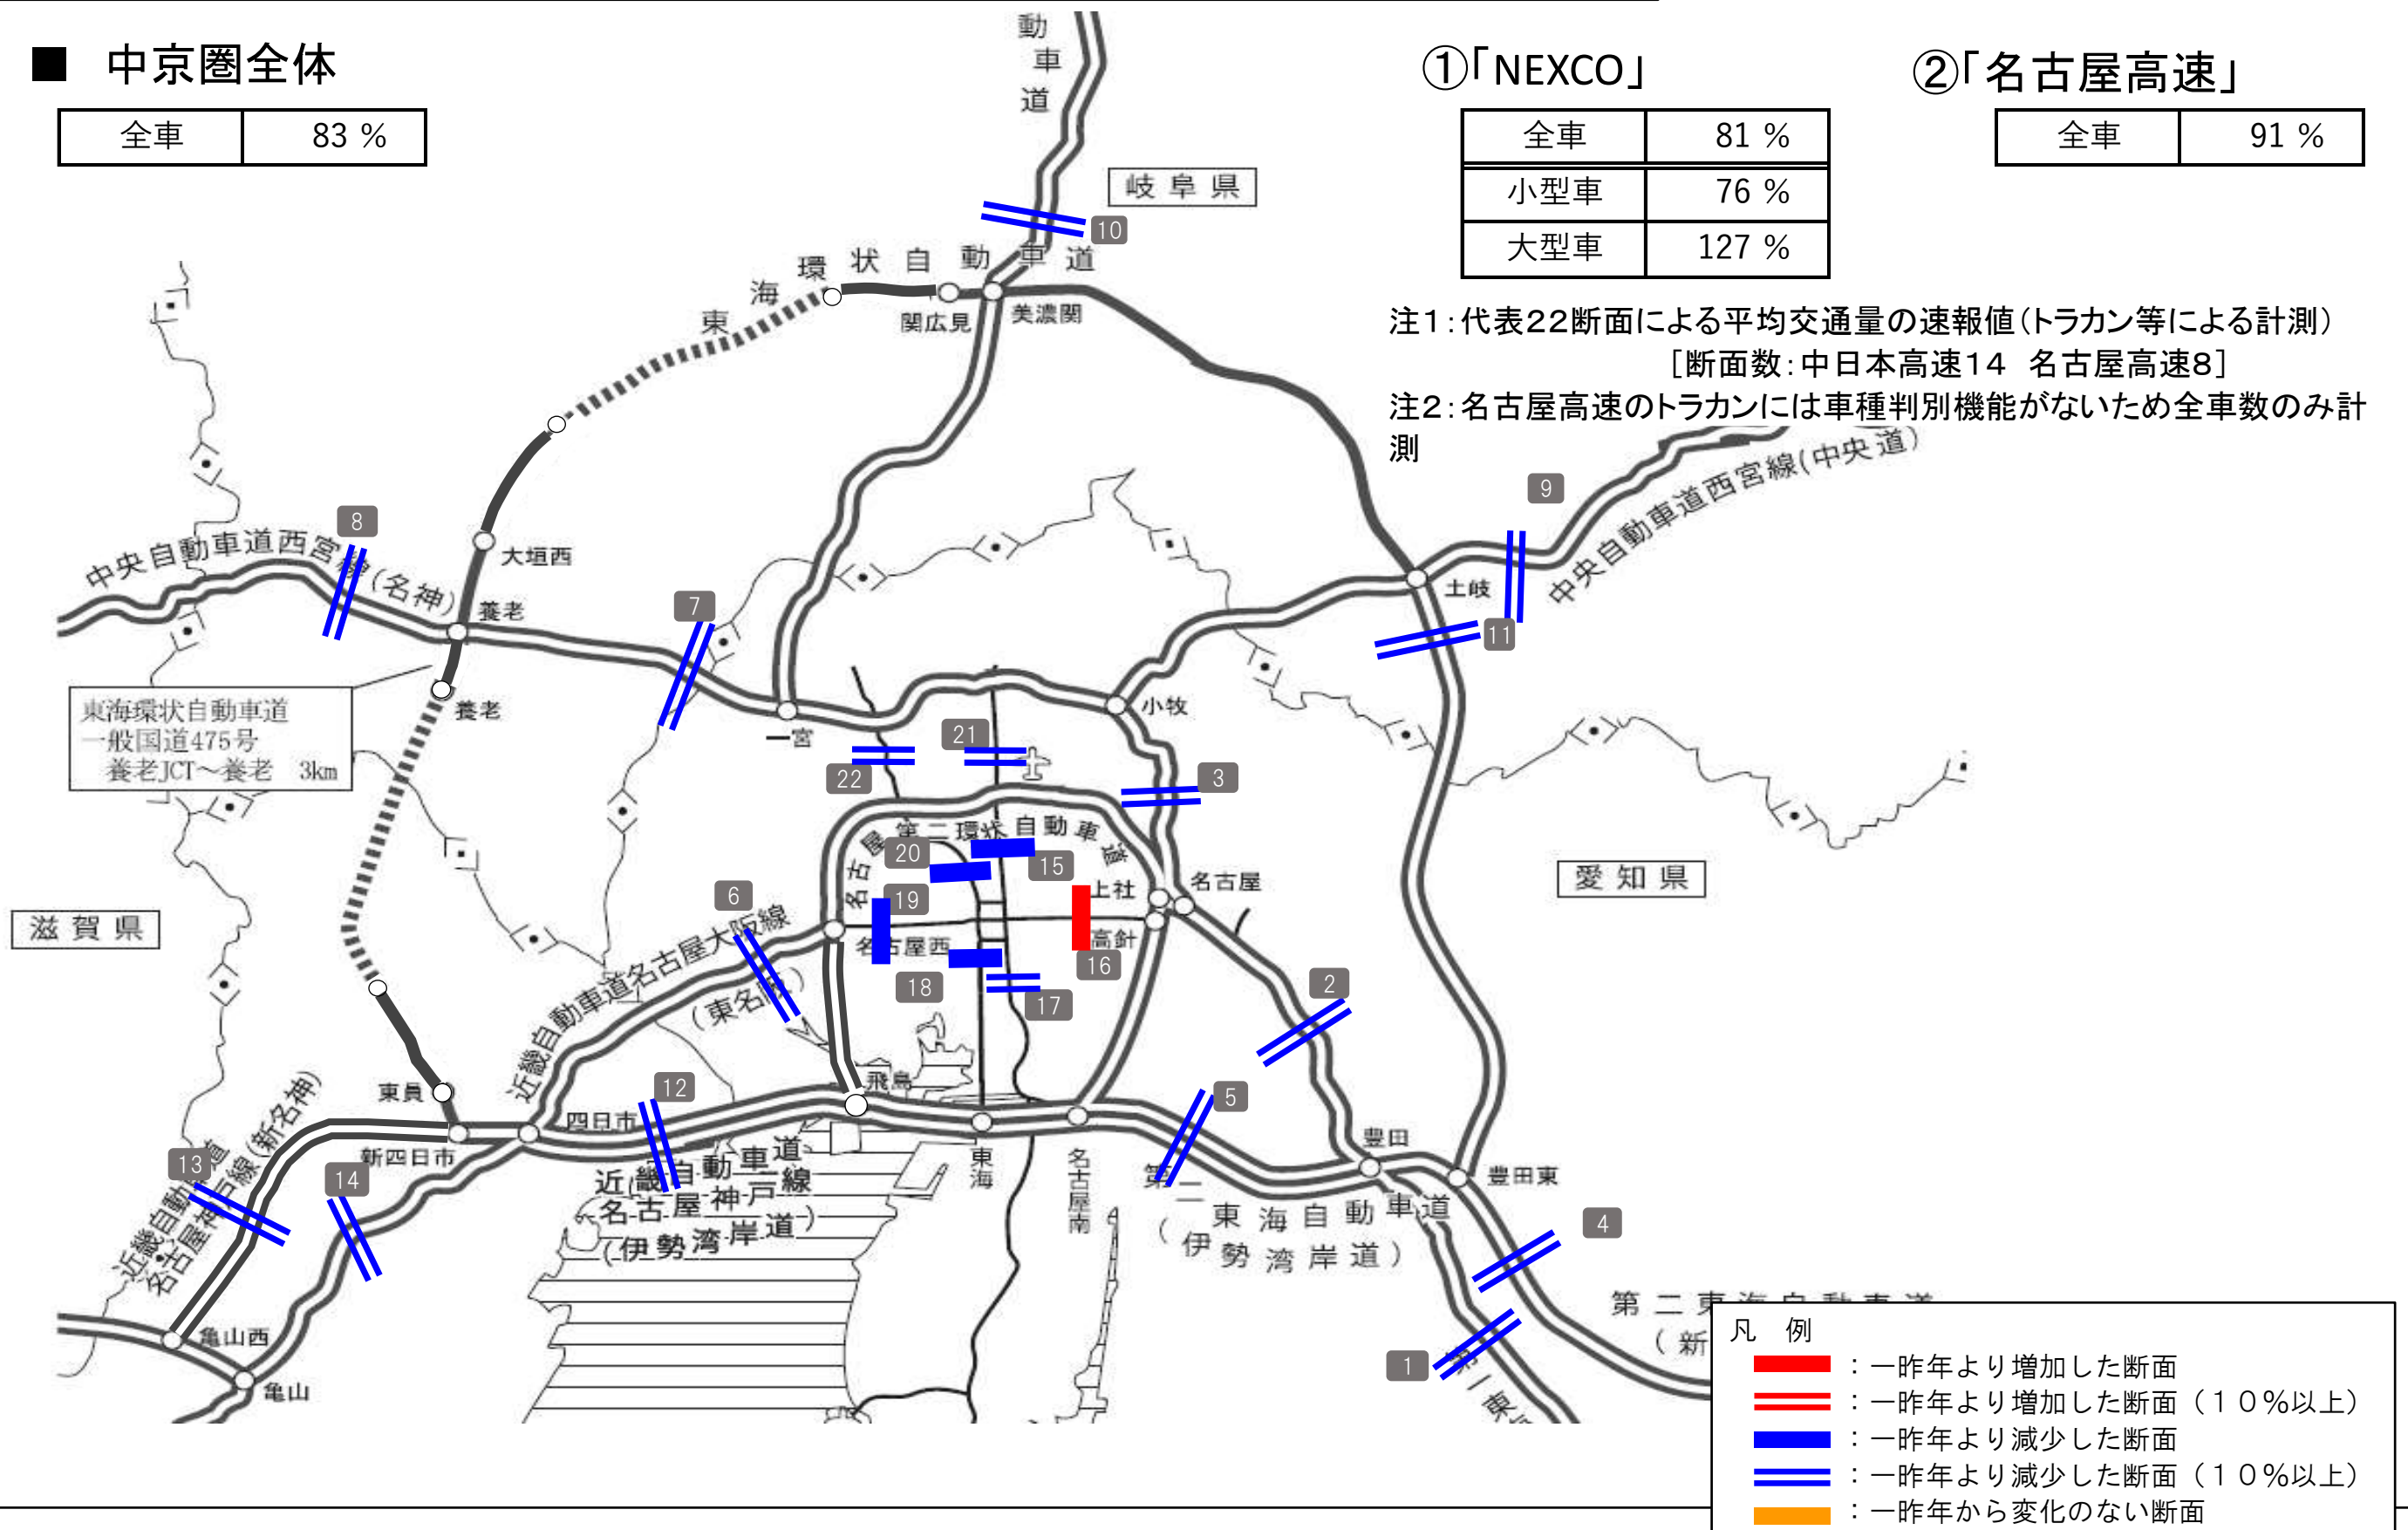 ■ 中京圏全体
全車 83 %
①「NEXCO」
全車 81 %
小型車 76 %
大型車 127 %
②「名古屋高速」
全車 91 %
注1:代表22断面による平均交通量の速報値(トラカン等による計測)
[断面数:中日本高速14 名古屋高速8]
注2:名古屋高速のトラカンには車種判別機能がないため全車数のみ計
測
動車道
岐阜県
10
東海環状自動車道
関広見
美濃関
9
中央自動車道西宮線(中央道)
8
中央自動車道西宮線(名神)
大垣西
養老
7
土岐
11
東海環状自動車道
一般国道475号
養老JCT~養老 3km
養老
一宮
小牧
21
22
3
名古屋第二環状自動車道
20
15
19
上社
名古屋
愛知県
滋賀県
6
名古屋西
高針
16
近畿自動車道名古屋大阪線
(東名阪)
18
17
2
東員
12
飛島
5
四日市
新四日市
13
14
近畿自動車道
名古屋神戸線(新名神)
近畿自動車道
名古屋神戸線
(伊勢湾岸道)
東海
名古屋南
豊田
豊田東
第二東海自動車道
(伊勢湾岸道)
4
亀山西
亀山
1
第二東海自動車道
(新
第一東
凡 例
:一昨年より増加した断面
:一昨年より増加した断面(10%以上)
:一昨年より減少した断面
:一昨年より減少した断面(10%以上)
:一昨年から変化のない断面